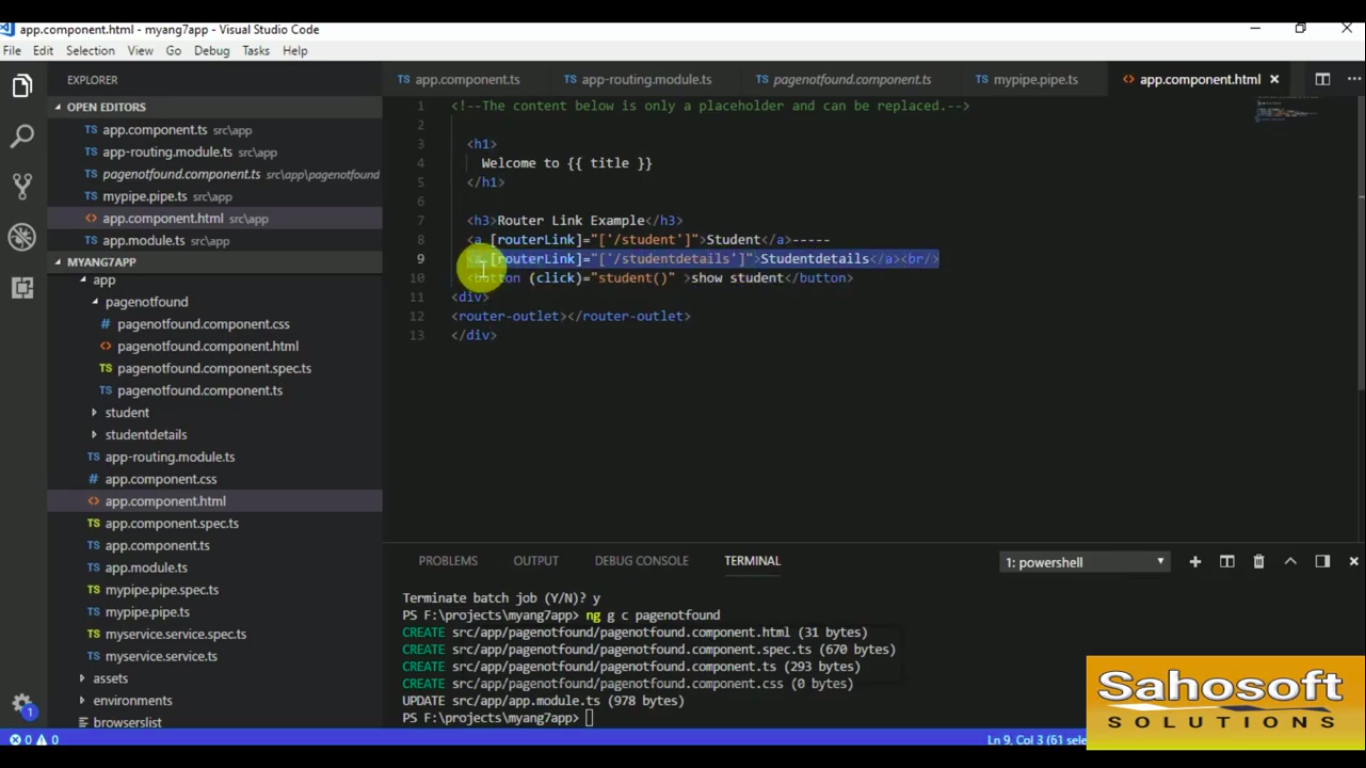 app.component.html - myang7app - Visual Studio Code
File Edit Selection View Go Debug Tasks Help
EXPLORER
OPEN EDITORS
TS app.component.ts src\app
TS app-routing.module.ts src\app
TS pagenotfound.component.ts src\app\pagenotfound
TS mypipe.pipe.ts src\app
<> app.component.html src\app
TS app.module.ts src\app
MYANG7APP
app
pagenotfound
# pagenotfound.component.css
<> pagenotfound.component.html
TS pagenotfound.component.spec.ts
TS pagenotfound.component.ts
student
studentdetails
TS app-routing.module.ts
# app.component.css
<> app.component.html
TS app.component.spec.ts
TS app.component.ts
TS app.module.ts
TS mypipe.pipe.spec.ts
TS mypipe.pipe.ts
TS myservice.service.spec.ts
TS myservice.service.ts
assets
environments
browserslist
TS app.component.ts TS app-routing.module.ts TS pagenotfound.component.ts TS mypipe.pipe.ts <> app.component.html
1 <!--The content below is only a placeholder and can be replaced.-->
2
3 <h1>
4 Welcome to {{ title }}
5 </h1>
6
7 <h3>Router Link Example</h3>
8 <a [routerLink]="['/student']">Student</a>-----
9 <a [routerLink]="['/studentdetails']">Studentdetails</a><br/>
10 <button (click)="student()" >show student</button>
11 <div>
12 <router-outlet></router-outlet>
13 </div>
PROBLEMS OUTPUT DEBUG CONSOLE TERMINAL 1: powershell
Terminate batch job (Y/N)? y
PS F:\projects\myang7app> ng g c pagenotfound
CREATE src/app/pagenotfound/pagenotfound.component.html (31 bytes)
CREATE src/app/pagenotfound/pagenotfound.component.spec.ts (670 bytes)
CREATE src/app/pagenotfound/pagenotfound.component.ts (293 bytes)
CREATE src/app/pagenotfound/pagenotfound.component.css (0 bytes)
UPDATE src/app/app.module.ts (978 bytes)
PS F:\projects\myang7app>
1
0 0
Ln 9, Col 3 (61 sele
Sahosoft
SOLUTIONS